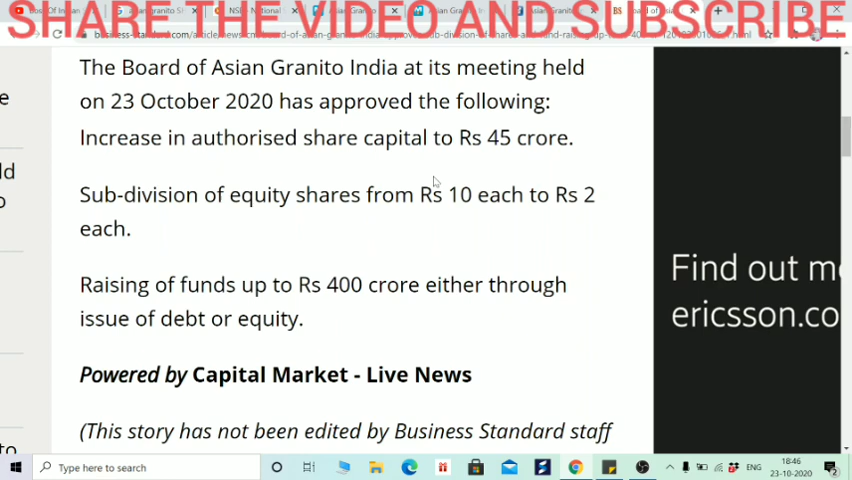 SHARE THE VIDEO AND SUBSCRIBE
The Board of Asian Granito India at its meeting held
on 23 October 2020 has approved the following:
Increase in authorised share capital to Rs 45 crore.
Sub-division of equity shares from Rs 10 each to Rs 2
each.
Raising of funds up to Rs 400 crore either through
issue of debt or equity.
Powered by Capital Market - Live News
(This story has not been edited by Business Standard staff
Find out m
ericsson.co
Type here to search
ENG
18:46
23-10-2020